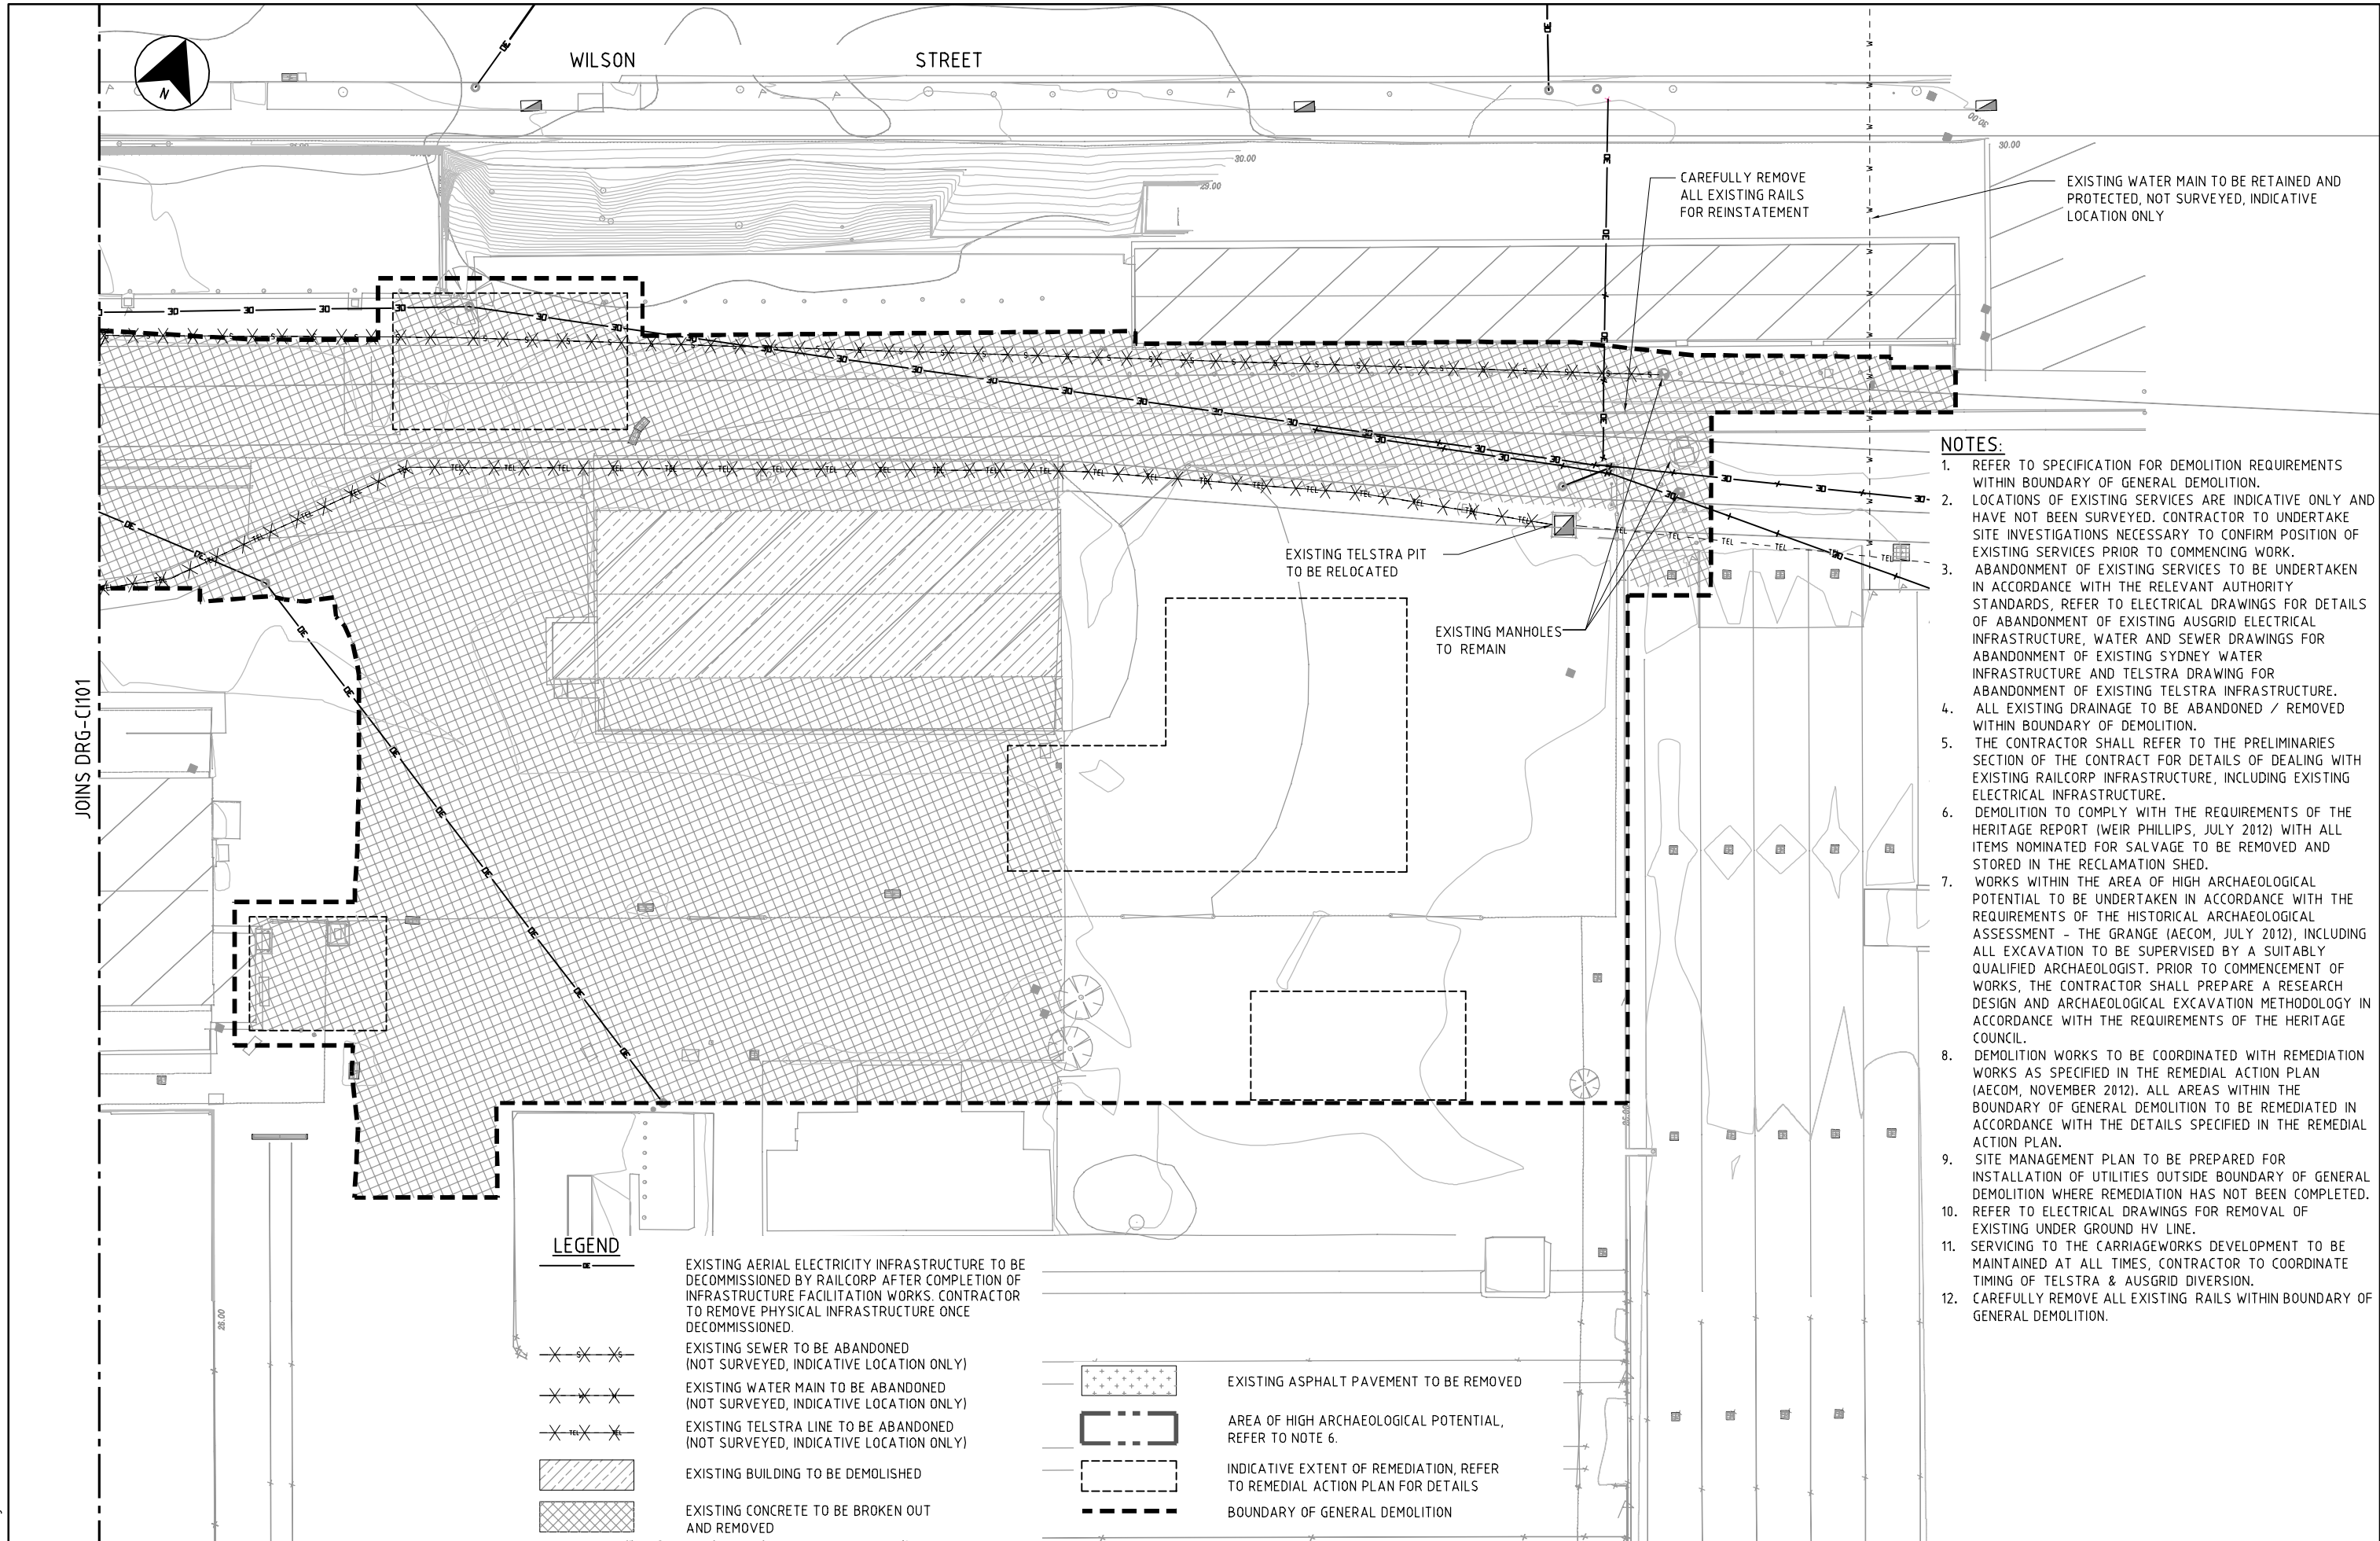 WILSON STREET
N
30.00
30.00
30.00
29.00
CAREFULLY REMOVE
ALL EXISTING RAILS
FOR REINSTATEMENT
EXISTING WATER MAIN TO BE RETAINED AND
PROTECTED, NOT SURVEYED, INDICATIVE
LOCATION ONLY
EXISTING TELSTRA PIT
TO BE RELOCATED
EXISTING MANHOLES
TO REMAIN
JOINS DRG-CI101
26.00
NOTES:
1. REFER TO SPECIFICATION FOR DEMOLITION REQUIREMENTS
WITHIN BOUNDARY OF GENERAL DEMOLITION.
2. LOCATIONS OF EXISTING SERVICES ARE INDICATIVE ONLY AND
HAVE NOT BEEN SURVEYED. CONTRACTOR TO UNDERTAKE
SITE INVESTIGATIONS NECESSARY TO CONFIRM POSITION OF
EXISTING SERVICES PRIOR TO COMMENCING WORK.
3. ABANDONMENT OF EXISTING SERVICES TO BE UNDERTAKEN
IN ACCORDANCE WITH THE RELEVANT AUTHORITY
STANDARDS, REFER TO ELECTRICAL DRAWINGS FOR DETAILS
OF ABANDONMENT OF EXISTING AUSGRID ELECTRICAL
INFRASTRUCTURE, WATER AND SEWER DRAWINGS FOR
ABANDONMENT OF EXISTING SYDNEY WATER
INFRASTRUCTURE AND TELSTRA DRAWING FOR
ABANDONMENT OF EXISTING TELSTRA INFRASTRUCTURE.
4. ALL EXISTING DRAINAGE TO BE ABANDONED / REMOVED
WITHIN BOUNDARY OF DEMOLITION.
5. THE CONTRACTOR SHALL REFER TO THE PRELIMINARIES
SECTION OF THE CONTRACT FOR DETAILS OF DEALING WITH
EXISTING RAILCORP INFRASTRUCTURE, INCLUDING EXISTING
ELECTRICAL INFRASTRUCTURE.
6. DEMOLITION TO COMPLY WITH THE REQUIREMENTS OF THE
HERITAGE REPORT (WEIR PHILLIPS, JULY 2012) WITH ALL
ITEMS NOMINATED FOR SALVAGE TO BE REMOVED AND
STORED IN THE RECLAMATION SHED.
7. WORKS WITHIN THE AREA OF HIGH ARCHAEOLOGICAL
POTENTIAL TO BE UNDERTAKEN IN ACCORDANCE WITH THE
REQUIREMENTS OF THE HISTORICAL ARCHAEOLOGICAL
ASSESSMENT - THE GRANGE (AECOM, JULY 2012), INCLUDING
ALL EXCAVATION TO BE SUPERVISED BY A SUITABLY
QUALIFIED ARCHAEOLOGIST. PRIOR TO COMMENCEMENT OF
WORKS, THE CONTRACTOR SHALL PREPARE A RESEARCH
DESIGN AND ARCHAEOLOGICAL EXCAVATION METHODOLOGY IN
ACCORDANCE WITH THE REQUIREMENTS OF THE HERITAGE
COUNCIL.
8. DEMOLITION WORKS TO BE COORDINATED WITH REMEDIATION
WORKS AS SPECIFIED IN THE REMEDIAL ACTION PLAN
(AECOM, NOVEMBER 2012). ALL AREAS WITHIN THE
BOUNDARY OF GENERAL DEMOLITION TO BE REMEDIATED IN
ACCORDANCE WITH THE DETAILS SPECIFIED IN THE REMEDIAL
ACTION PLAN.
9. SITE MANAGEMENT PLAN TO BE PREPARED FOR
INSTALLATION OF UTILITIES OUTSIDE BOUNDARY OF GENERAL
DEMOLITION WHERE REMEDIATION HAS NOT BEEN COMPLETED.
10. REFER TO ELECTRICAL DRAWINGS FOR REMOVAL OF
EXISTING UNDER GROUND HV LINE.
11. SERVICING TO THE CARRIAGEWORKS DEVELOPMENT TO BE
MAINTAINED AT ALL TIMES, CONTRACTOR TO COORDINATE
TIMING OF TELSTRA & AUSGRID DIVERSION.
12. CAREFULLY REMOVE ALL EXISTING RAILS WITHIN BOUNDARY OF
GENERAL DEMOLITION.
LEGEND
EXISTING AERIAL ELECTRICITY INFRASTRUCTURE TO BE
DECOMMISSIONED BY RAILCORP AFTER COMPLETION OF
INFRASTRUCTURE FACILITATION WORKS. CONTRACTOR
TO REMOVE PHYSICAL INFRASTRUCTURE ONCE
DECOMMISSIONED.
EXISTING SEWER TO BE ABANDONED
(NOT SURVEYED, INDICATIVE LOCATION ONLY)
EXISTING WATER MAIN TO BE ABANDONED
(NOT SURVEYED, INDICATIVE LOCATION ONLY)
EXISTING TELSTRA LINE TO BE ABANDONED
(NOT SURVEYED, INDICATIVE LOCATION ONLY)
EXISTING BUILDING TO BE DEMOLISHED
EXISTING CONCRETE TO BE BROKEN OUT
AND REMOVED
EXISTING ASPHALT PAVEMENT TO BE REMOVED
AREA OF HIGH ARCHAEOLOGICAL POTENTIAL,
REFER TO NOTE 6.
INDICATIVE EXTENT OF REMEDIATION, REFER
TO REMEDIAL ACTION PLAN FOR DETAILS
BOUNDARY OF GENERAL DEMOLITION